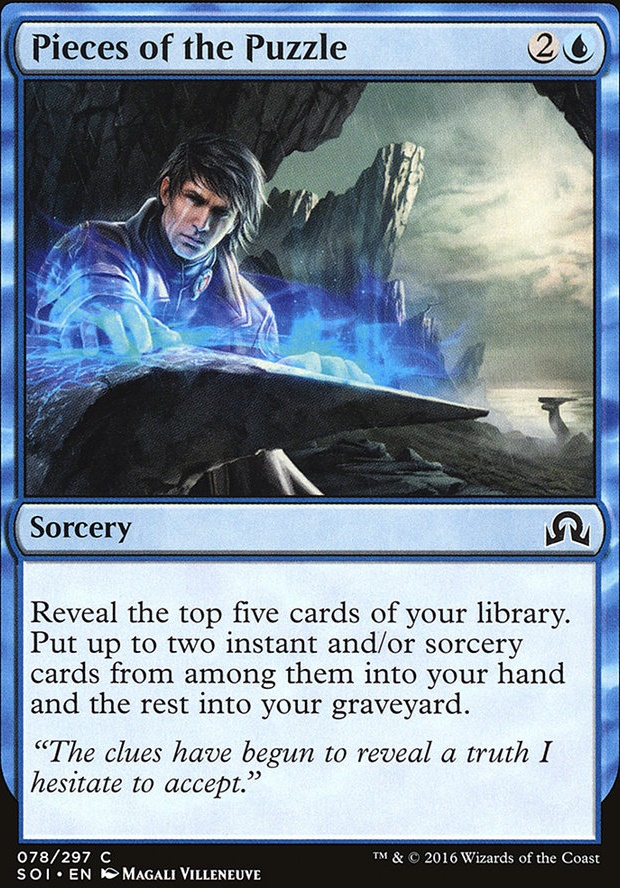 Pieces of the Puzzle 2
Sorcery
Reveal the top five cards of your library.
Put up to two instant and/or sorcery
cards from among them into your hand
and the rest into your graveyard.
“The clues have begun to reveal a truth I
hesitate to accept.”
078/297 C
SOI • EN Magali Villeneuve
™ & © 2016 Wizards of the Coast